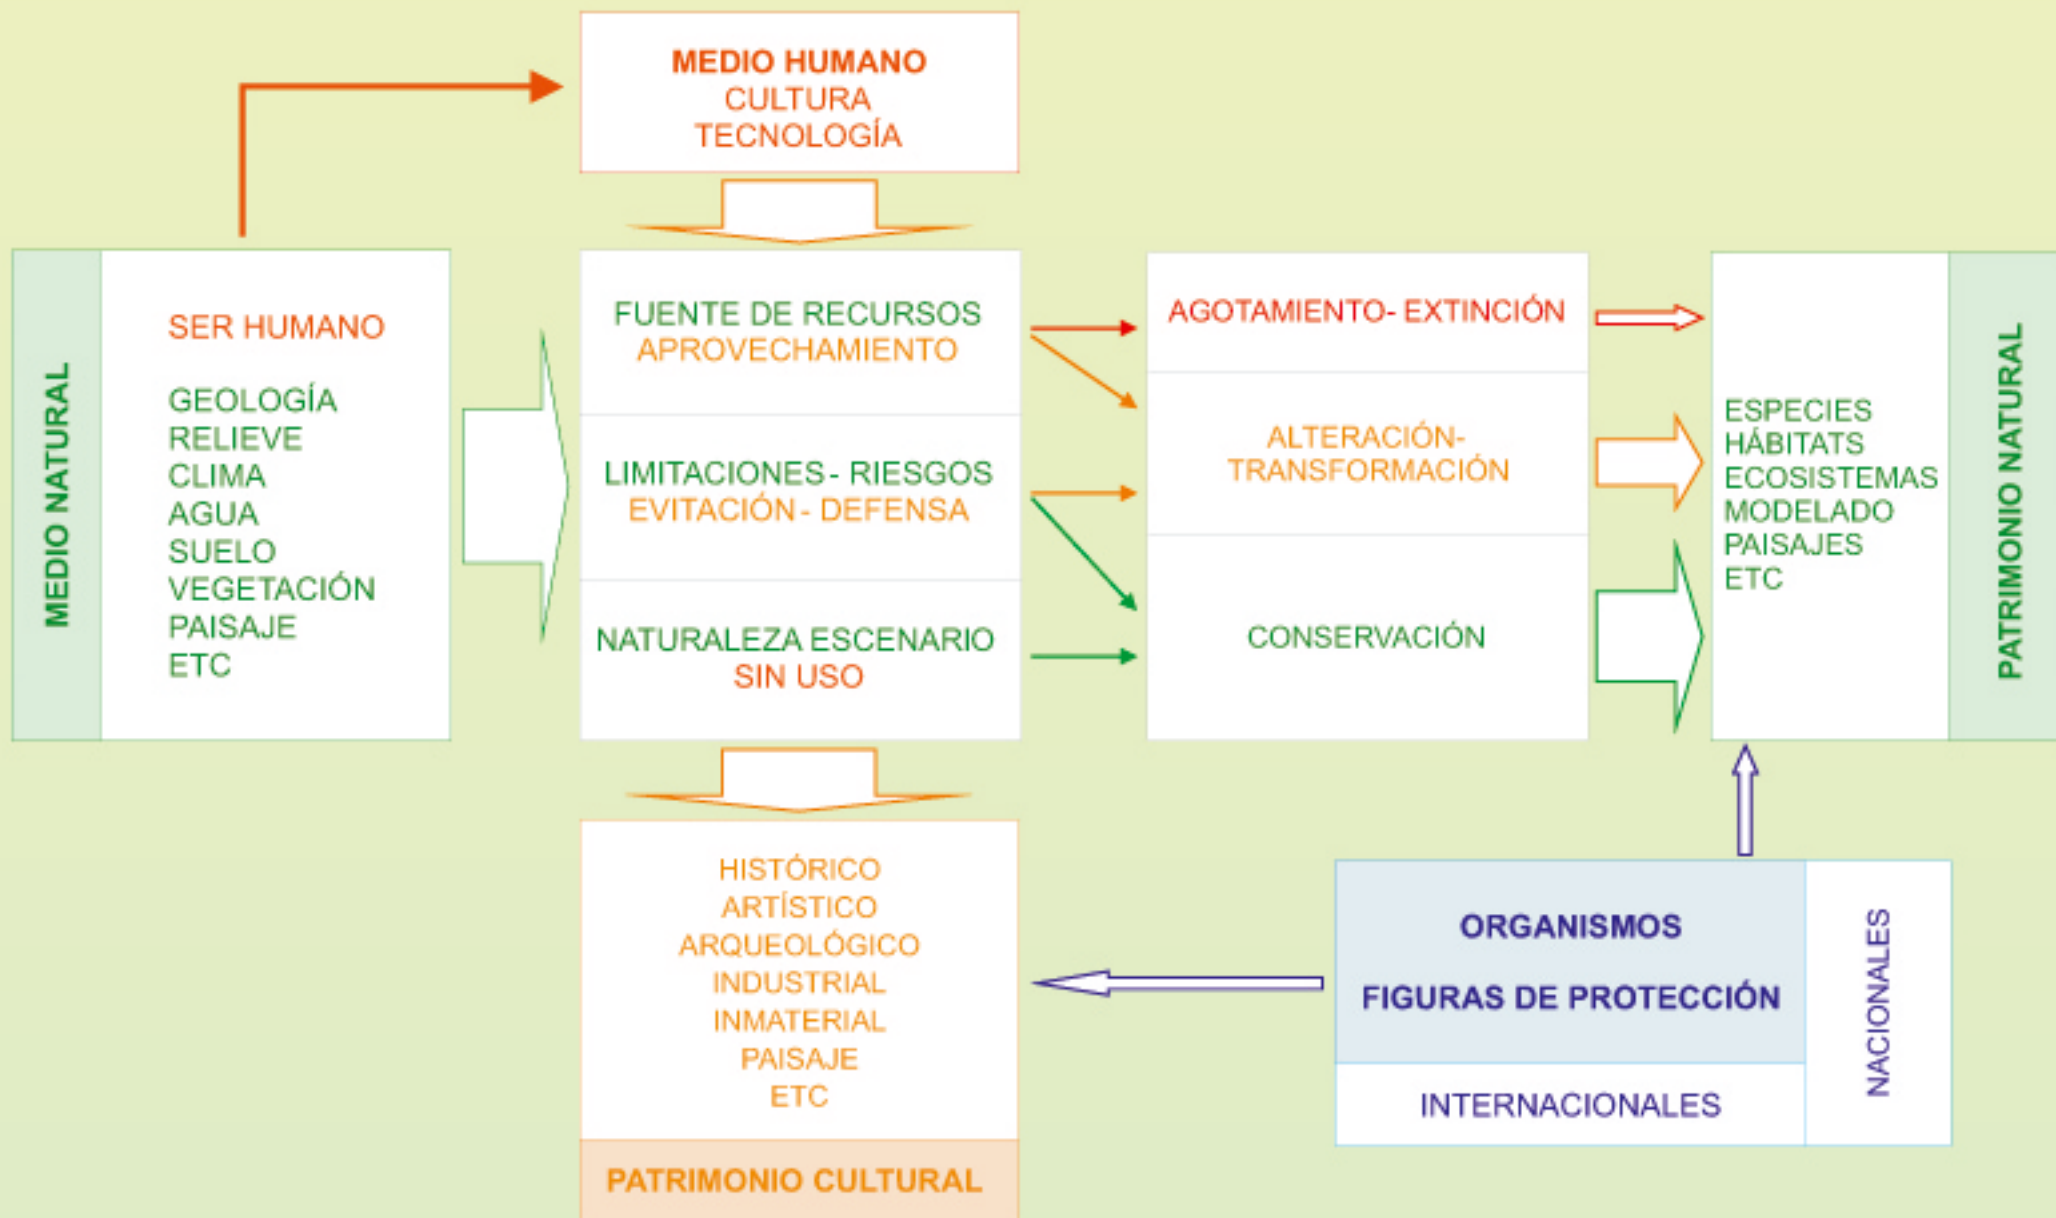 MEDIO HUMANO
CULTURA
TECNOLOGÍA
MEDIO NATURAL
SER HUMANO
GEOLOGÍA
RELIEVE
CLIMA
AGUA
SUELO
VEGETACIÓN
PAISAJE
ETC
FUENTE DE RECURSOS
APROVECHAMIENTO
LIMITACIONES - RIESGOS
EVITACIÓN - DEFENSA
NATURALEZA ESCENARIO
SIN USO
AGOTAMIENTO- EXTINCIÓN
ALTERACIÓN-
TRANSFORMACIÓN
CONSERVACIÓN
ESPECIES
HÁBITATS
ECOSISTEMAS
MODELADO
PAISAJES
ETC
PATRIMONIO NATURAL
HISTÓRICO
ARTÍSTICO
ARQUEOLÓGICO
INDUSTRIAL
INMATERIAL
PAISAJE
ETC
PATRIMONIO CULTURAL
ORGANISMOS
FIGURAS DE PROTECCIÓN
INTERNACIONALES
NACIONALES